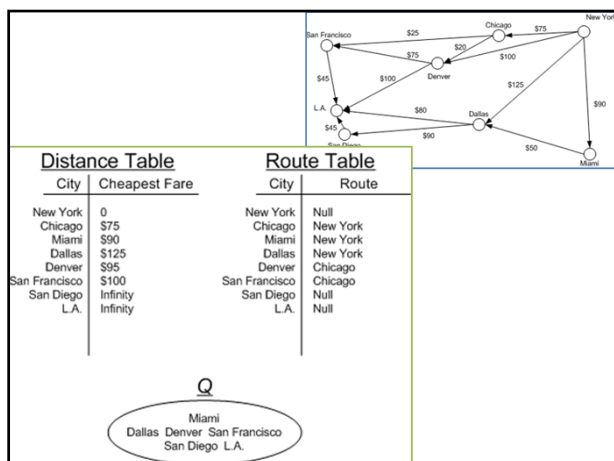 New York
Chicago
$75
San Francisco
$25
$20
$75
$100
Denver
$45
$100
$125
$90
L.A.
$80
Dallas
$45
$90
San Diego
$50
Miami
Distance Table
City Cheapest Fare
New York 0
Chicago $75
Miami $90
Dallas $125
Denver $95
San Francisco $100
San Diego Infinity
L.A. Infinity
Route Table
City Route
New York Null
Chicago New York
Miami New York
Dallas New York
Denver Chicago
San Francisco Chicago
San Diego Null
L.A. Null
Q
Miami
Dallas Denver San Francisco
San Diego L.A.